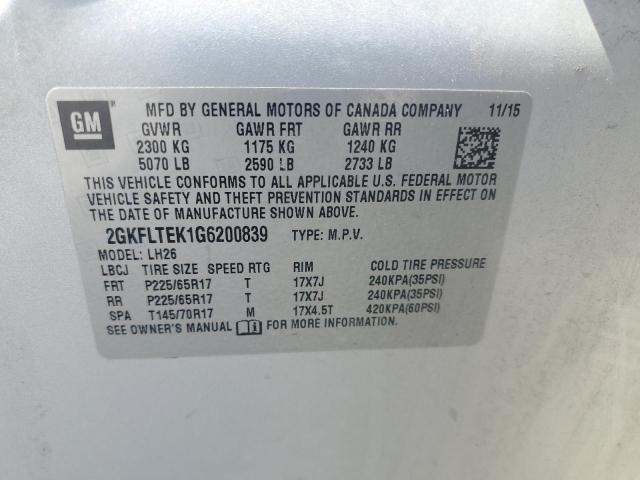 GM
MFD BY GENERAL MOTORS OF CANADA COMPANY 11/15
GVWR GAWR FRT GAWR RR
2300 KG 1175 KG 1240 KG
5070 LB 2590 LB 2733 LB
THIS VEHICLE CONFORMS TO ALL APPLICABLE U.S. FEDERAL MOTOR
VEHICLE SAFETY AND THEFT PREVENTION STANDARDS IN EFFECT ON
THE DATE OF MANUFACTURE SHOWN ABOVE.
2GKFLTEK1G6200839 TYPE: M.P.V.
MODEL: LH26
LBCJ TIRE SIZE SPEED RTG RIM COLD TIRE PRESSURE
FRT P225/65R17 T 17X7J 240KPA(35PSI)
RR P225/65R17 T 17X7J 240KPA(35PSI)
SPA T145/70R17 M 17X4.5T 420KPA(60PSI)
SEE OWNER'S MANUAL FOR MORE INFORMATION.